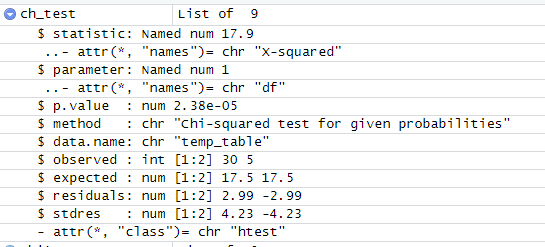 ch_test List of 9
$ statistic: Named num 17.9
..- attr(*, "names")= chr "X-squared"
$ parameter: Named num 1
..- attr(*, "names")= chr "df"
$ p.value : num 2.38e-05
$ method : chr "Chi-squared test for given probabilities"
$ data.name: chr "temp_table"
$ observed : int [1:2] 30 5
$ expected : num [1:2] 17.5 17.5
$ residuals: num [1:2] 2.99 -2.99
$ stdres : num [1:2] 4.23 -4.23
- attr(*, "class")= chr "htest"